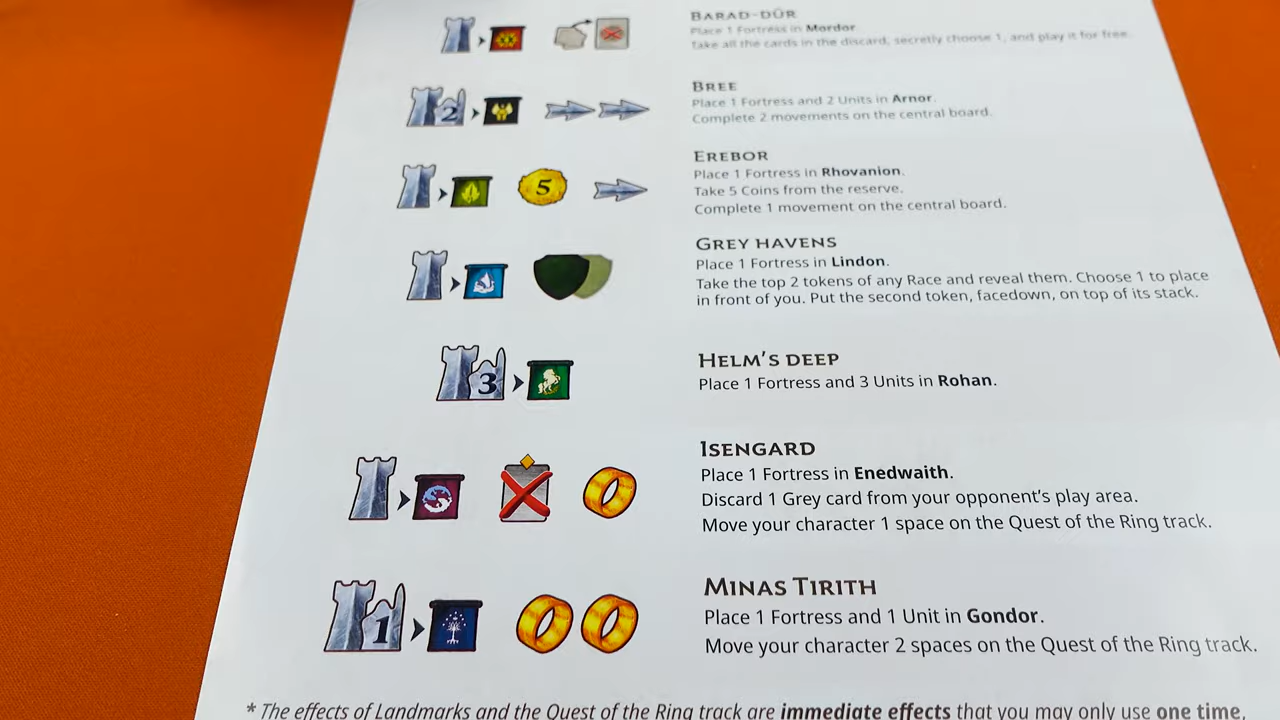 BARAD-DÛR
Place 1 Fortress in Mordor.
Take all the cards in the discard, secretly choose 1, and play it for free.
2
BREE
Place 1 Fortress and 2 Units in Arnor.
Complete 2 movements on the central board.
5
EREBOR
Place 1 Fortress in Rhovanion.
Take 5 Coins from the reserve.
Complete 1 movement on the central board.
GREY HAVENS
Place 1 Fortress in Lindon.
Take the top 2 tokens of any Race and reveal them. Choose 1 to place
in front of you. Put the second token, facedown, on top of its stack.
3
HELM'S DEEP
Place 1 Fortress and 3 Units in Rohan.
ISENGARD
Place 1 Fortress in Enedwaith.
Discard 1 Grey card from your opponent's play area.
Move your character 1 space on the Quest of the Ring track.
1
MINAS TIRITH
Place 1 Fortress and 1 Unit in Gondor.
Move your character 2 spaces on the Quest of the Ring track.
* The effects of Landmarks and the Quest of the Ring track are immediate effects that you may only use one time,